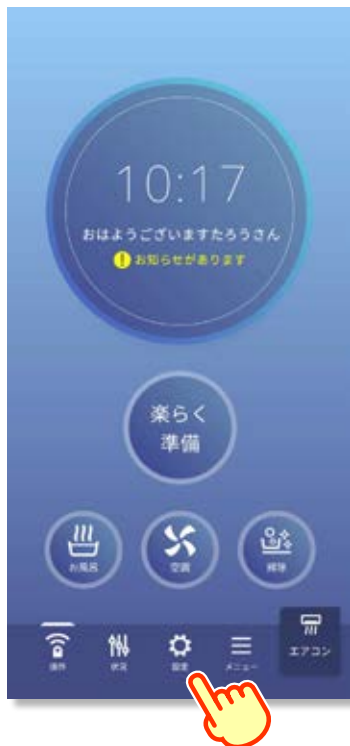 10:17
おはようございますたろうさん
! お知らせがあります
楽らく
準備
お風呂
空調
掃除
状況
設定
メニュー
エアコン